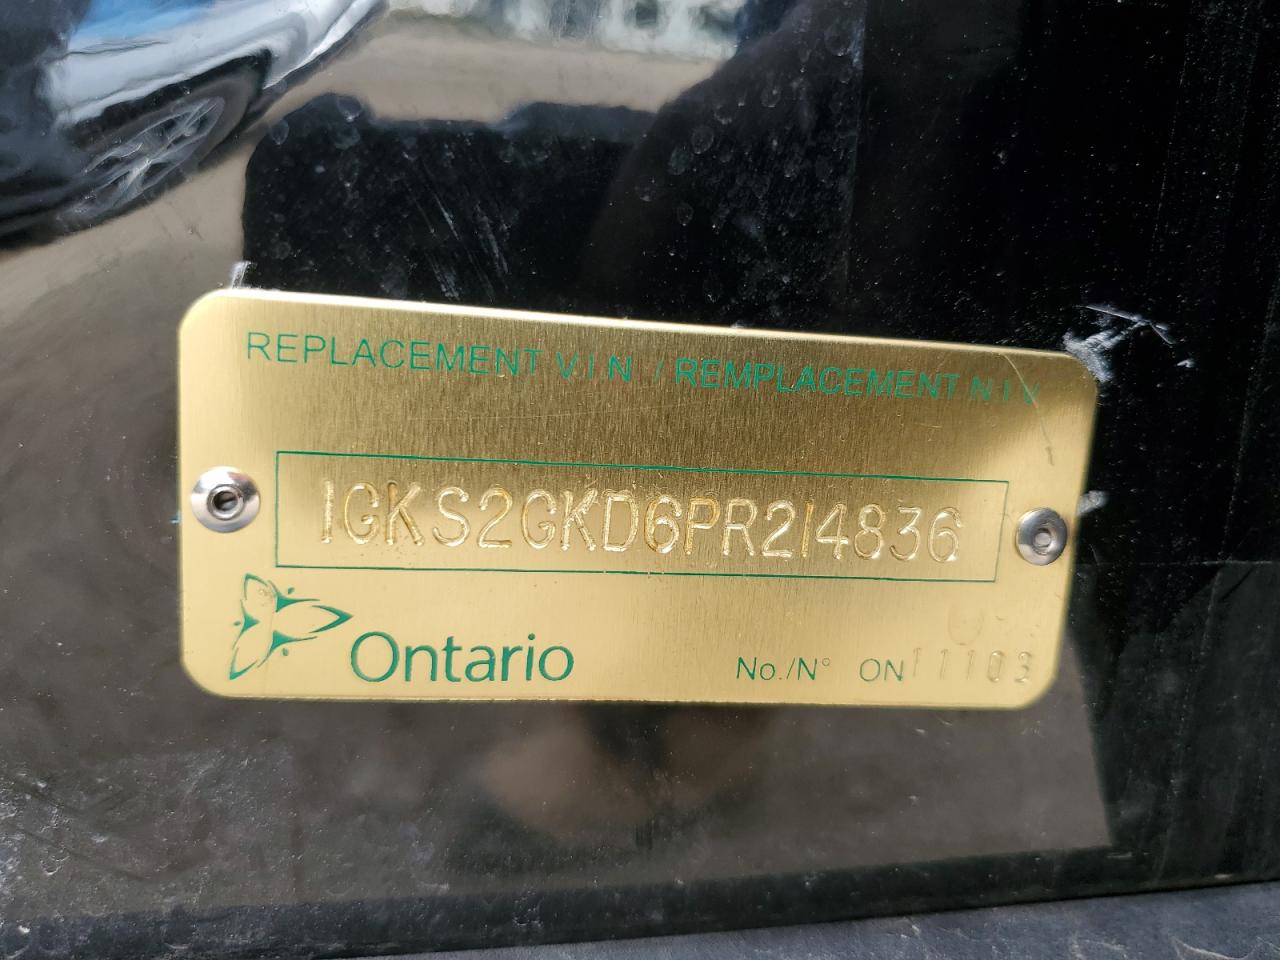 REPLACEMENT V I N / REMPLACEMENT N I V
1GKS2GKD6PR214836
Ontario
No./N° ON11103